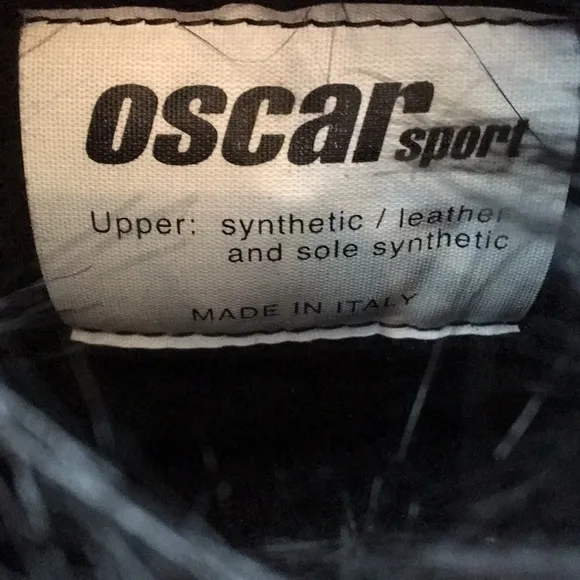 oscar sport
Upper: synthetic / leather
and sole synthetic
MADE IN ITALY